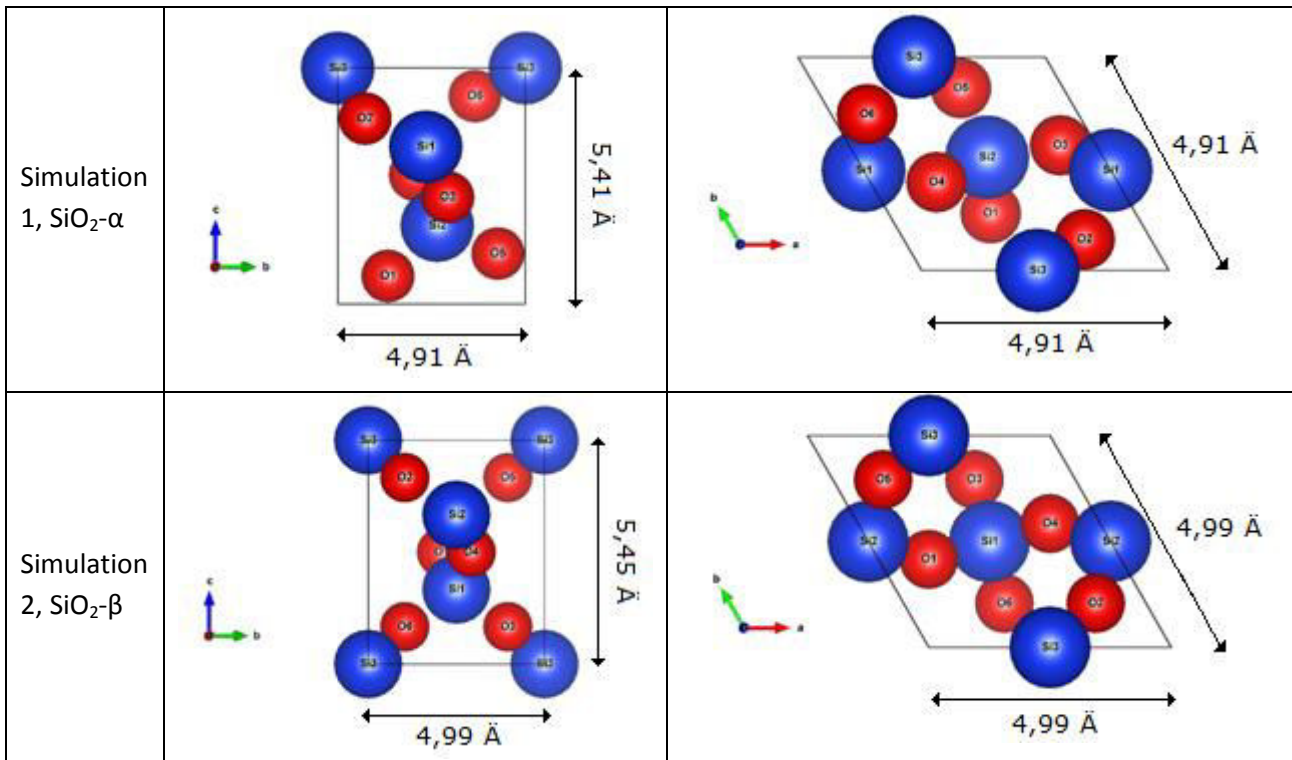 Simulation
1, SiO₂-α
Si3
Si3
O6
O2
Si1
O3
Si2
O5
O1
c
b
5,41 Ä
4,91 Ä
Si3
O5
O6
O3
Si2
Si1
Si1
O4
O1
O2
Si3
b
a
4,91 Ä
4,91 Ä
Simulation
2, SiO₂-β
Si3
Si3
O2
O5
Si2
O4
Si1
O6
O3
Si3
Si3
c
b
5,45 Ä
4,99 Ä
Si3
O3
O4
Si2
Si1
Si2
O1
O2
Si3
b
a
4,99 Ä
4,99 Ä